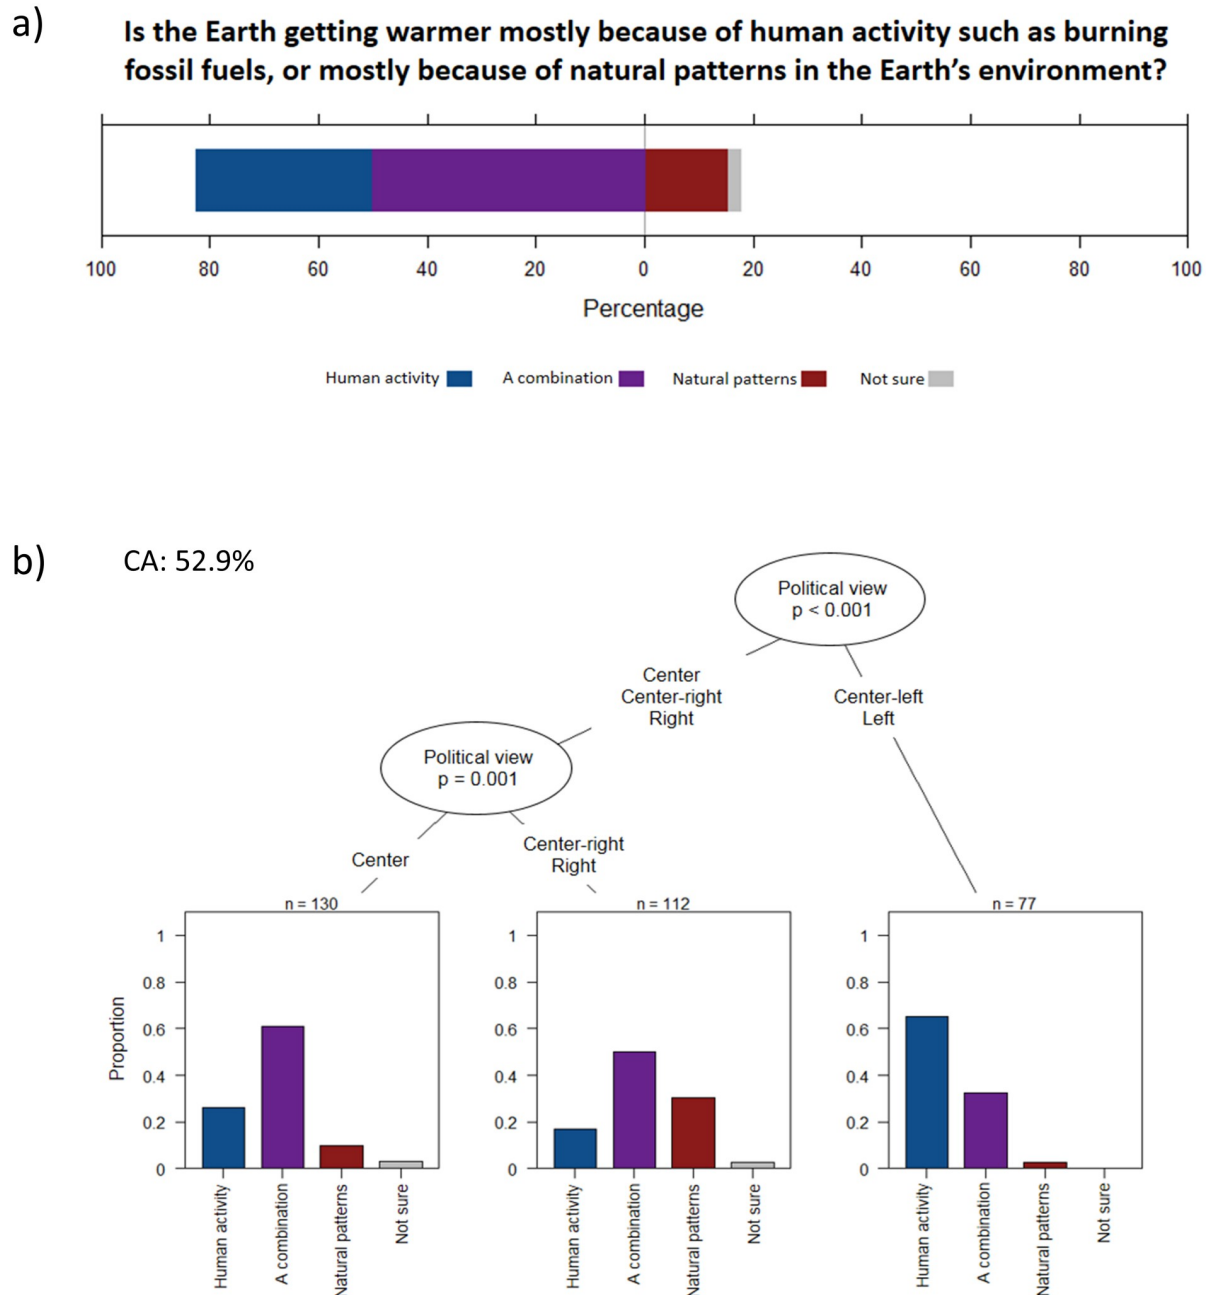 a)
Is the Earth getting warmer mostly because of human activity such as burning
fossil fuels, or mostly because of natural patterns in the Earth’s environment?
100 80 60 40 20 0 20 40 60 80 100
Percentage
Human activity A combination Natural patterns Not sure
b)
CA: 52.9%
Political view
p < 0.001
Center
Center-right
Right
Center-left
Left
Political view
p = 0.001
Center
Center-right
Right
n = 130
1
0.8
0.6
0.4
0.2
0
Proportion
Human activity
A combination
Natural patterns
Not sure
n = 112
1
0.8
0.6
0.4
0.2
0
Human activity
A combination
Natural patterns
Not sure
n = 77
1
0.8
0.6
0.4
0.2
0
Human activity
A combination
Natural patterns
Not sure